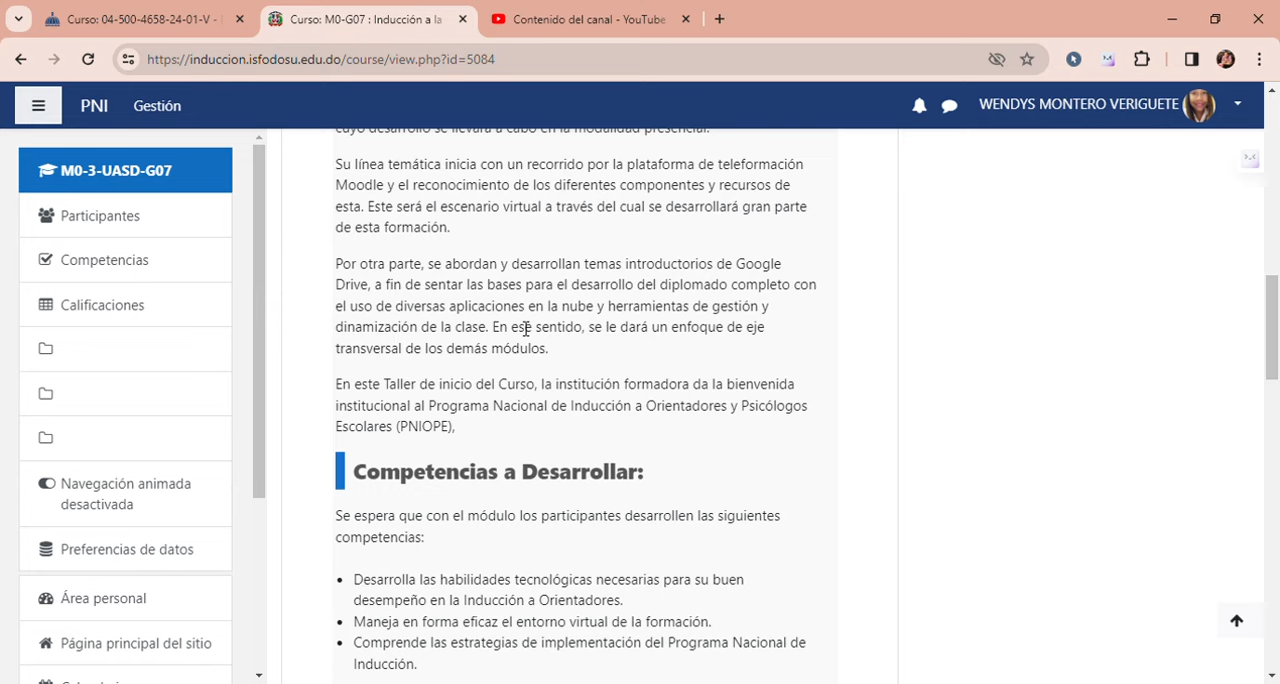 Curso: 04-500-4658-24-01-V -
Curso: M0-G07 : Inducción a la
Contenido del canal - YouTube
https://induccion.isfodosu.edu.do/course/view.php?id=5084
PNI
Gestión
WENDYS MONTERO VERIGUETE
M0-3-UASD-G07
Participantes
Competencias
Calificaciones
Navegación animada
desactivada
Preferencias de datos
Área personal
Página principal del sitio
cuyo desarrollo se llevará a cabo en la modalidad presencial.
Su línea temática inicia con un recorrido por la plataforma de teleformación
Moodle y el reconocimiento de los diferentes componentes y recursos de
esta. Este será el escenario virtual a través del cual se desarrollará gran parte
de esta formación.
Por otra parte, se abordan y desarrollan temas introductorios de Google
Drive, a fin de sentar las bases para el desarrollo del diplomado completo con
el uso de diversas aplicaciones en la nube y herramientas de gestión y
dinamización de la clase. En ese sentido, se le dará un enfoque de eje
transversal de los demás módulos.
En este Taller de inicio del Curso, la institución formadora da la bienvenida
institucional al Programa Nacional de Inducción a Orientadores y Psicólogos
Escolares (PNIOPE),
Competencias a Desarrollar:
Se espera que con el módulo los participantes desarrollen las siguientes
competencias:
• Desarrolla las habilidades tecnológicas necesarias para su buen
desempeño en la Inducción a Orientadores.
• Maneja en forma eficaz el entorno virtual de la formación.
• Comprende las estrategias de implementación del Programa Nacional de
Inducción.